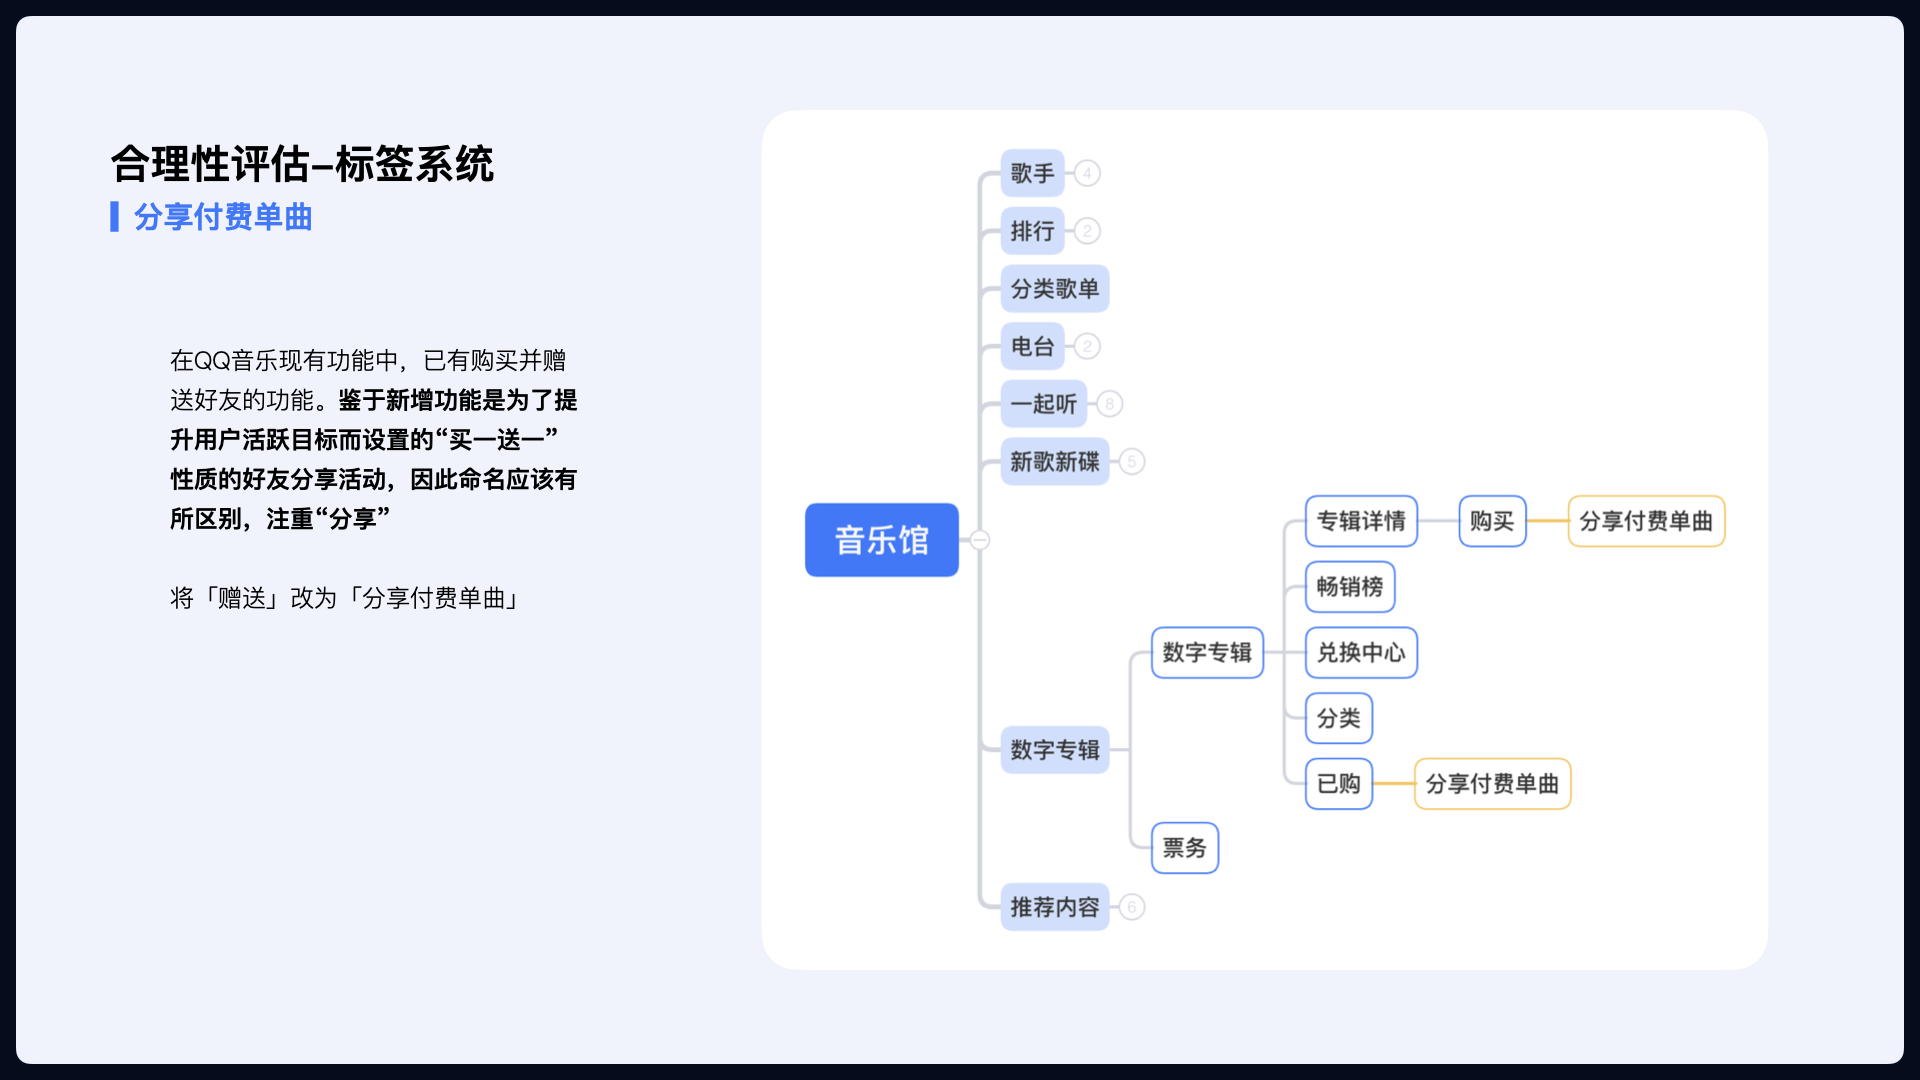 合理性评估–标签系统
分享付费单曲
在QQ音乐现有功能中，已有购买并赠
送好友的功能。鉴于新增功能是为了提
升用户活跃目标而设置的“买一送一”
性质的好友分享活动，因此命名应该有
所区别，注重“分享”
将「赠送」改为「分享付费单曲」
音乐馆
歌手 4
排行 2
分类歌单
电台 2
一起听 8
新歌新碟 5
数字专辑
数字专辑
专辑详情 购买 分享付费单曲
畅销榜
兑换中心
分类
已购 分享付费单曲
票务
推荐内容 6